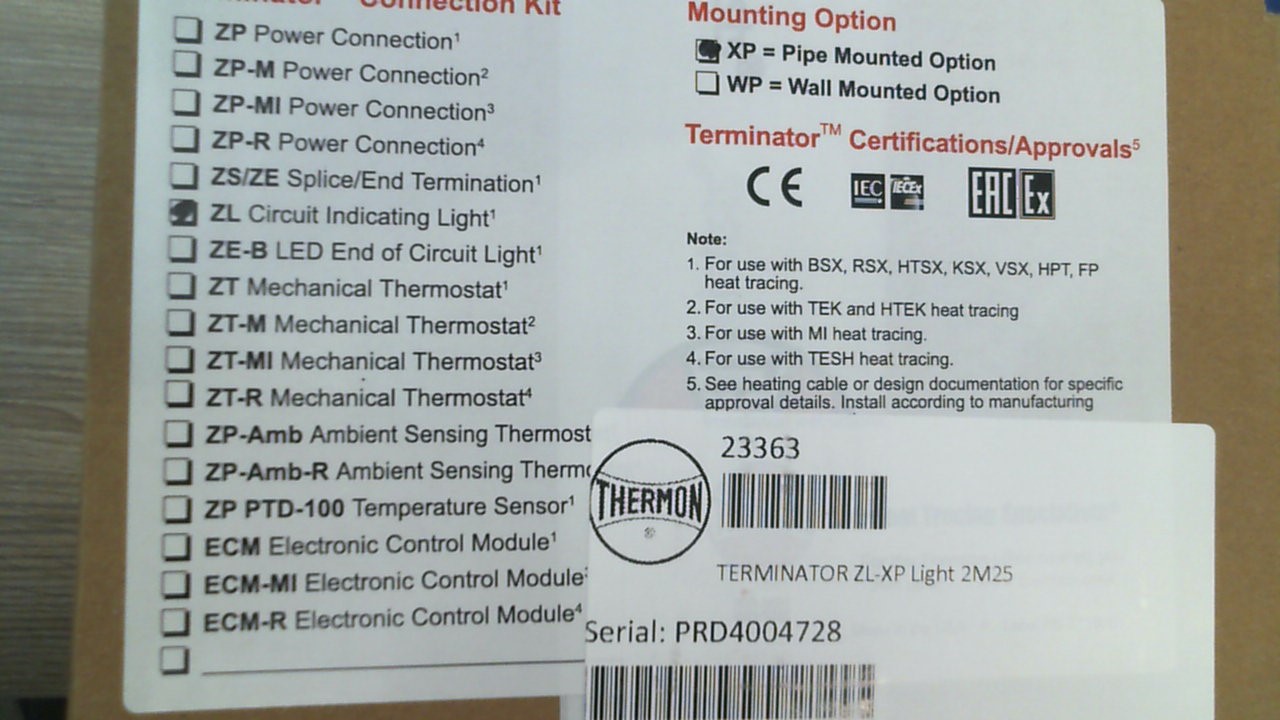 Connection Kit
ZP Power Connection¹
ZP-M Power Connection²
ZP-MI Power Connection³
ZP-R Power Connection⁴
ZS/ZE Splice/End Termination¹
ZL Circuit Indicating Light¹
ZE-B LED End of Circuit Light¹
ZT Mechanical Thermostat¹
ZT-M Mechanical Thermostat²
ZT-MI Mechanical Thermostat³
ZT-R Mechanical Thermostat⁴
ZP-Amb Ambient Sensing Thermost
ZP-Amb-R Ambient Sensing Thermo
ZP PTD-100 Temperature Sensor¹
ECM Electronic Control Module¹
ECM-MI Electronic Control Module
ECM-R Electronic Control Module⁴
Mounting Option
XP = Pipe Mounted Option
WP = Wall Mounted Option
Terminator™ Certifications/Approvals⁵
CE IEC IECEx EAC Ex
Note:
1. For use with BSX, RSX, HTSX, KSX, VSX, HPT, FP
heat tracing.
2. For use with TEK and HTEK heat tracing
3. For use with MI heat tracing.
4. For use with TESH heat tracing.
5. See heating cable or design documentation for specific
approval details. Install according to manufacturing
THERMON
®
23363
TERMINATOR ZL-XP Light 2M25
Serial: PRD4004728